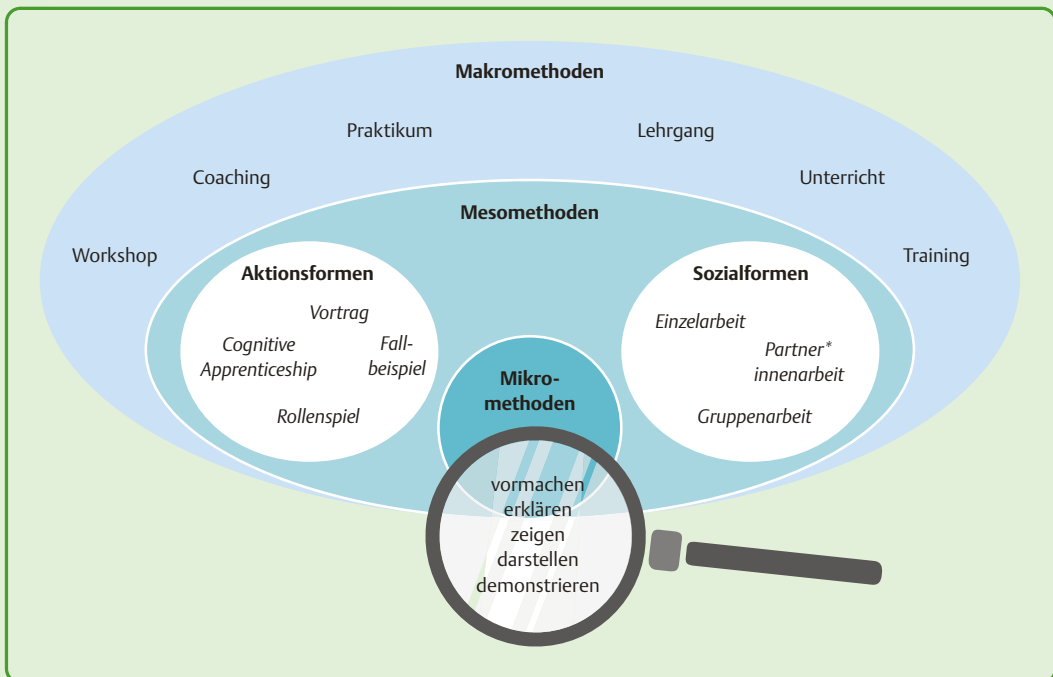 Makromethoden
Praktikum
Lehrgang
Coaching
Unterricht
Workshop
Training
Mesomethoden
Aktionsformen
Vortrag
Cognitive
Apprenticeship
Fall-
beispiel
Rollenspiel
Sozialformen
Einzelarbeit
Partner*
innenarbeit
Gruppenarbeit
Mikro-
methoden
vormachen
erklären
zeigen
darstellen
demonstrieren